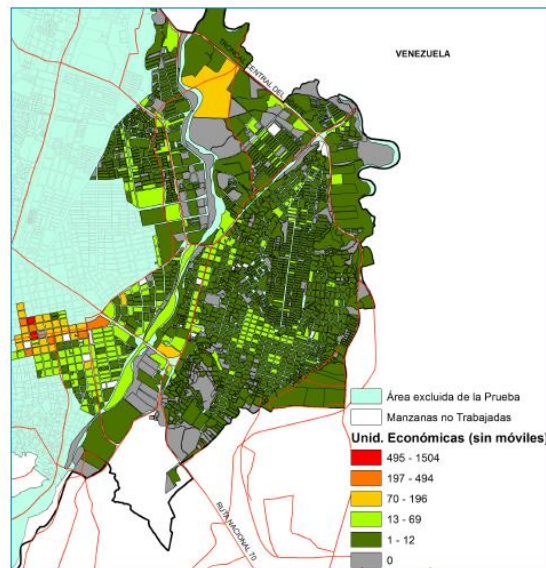 VENEZUELA
TRONCAL CENTRAL DEL
RUTA NACIONAL 70
Área excluida de la Prueba
Manzanas no Trabajadas
Unid. Económicas (sin móviles)
495 - 1504
197 - 494
70 - 196
13 - 69
1 - 12
0